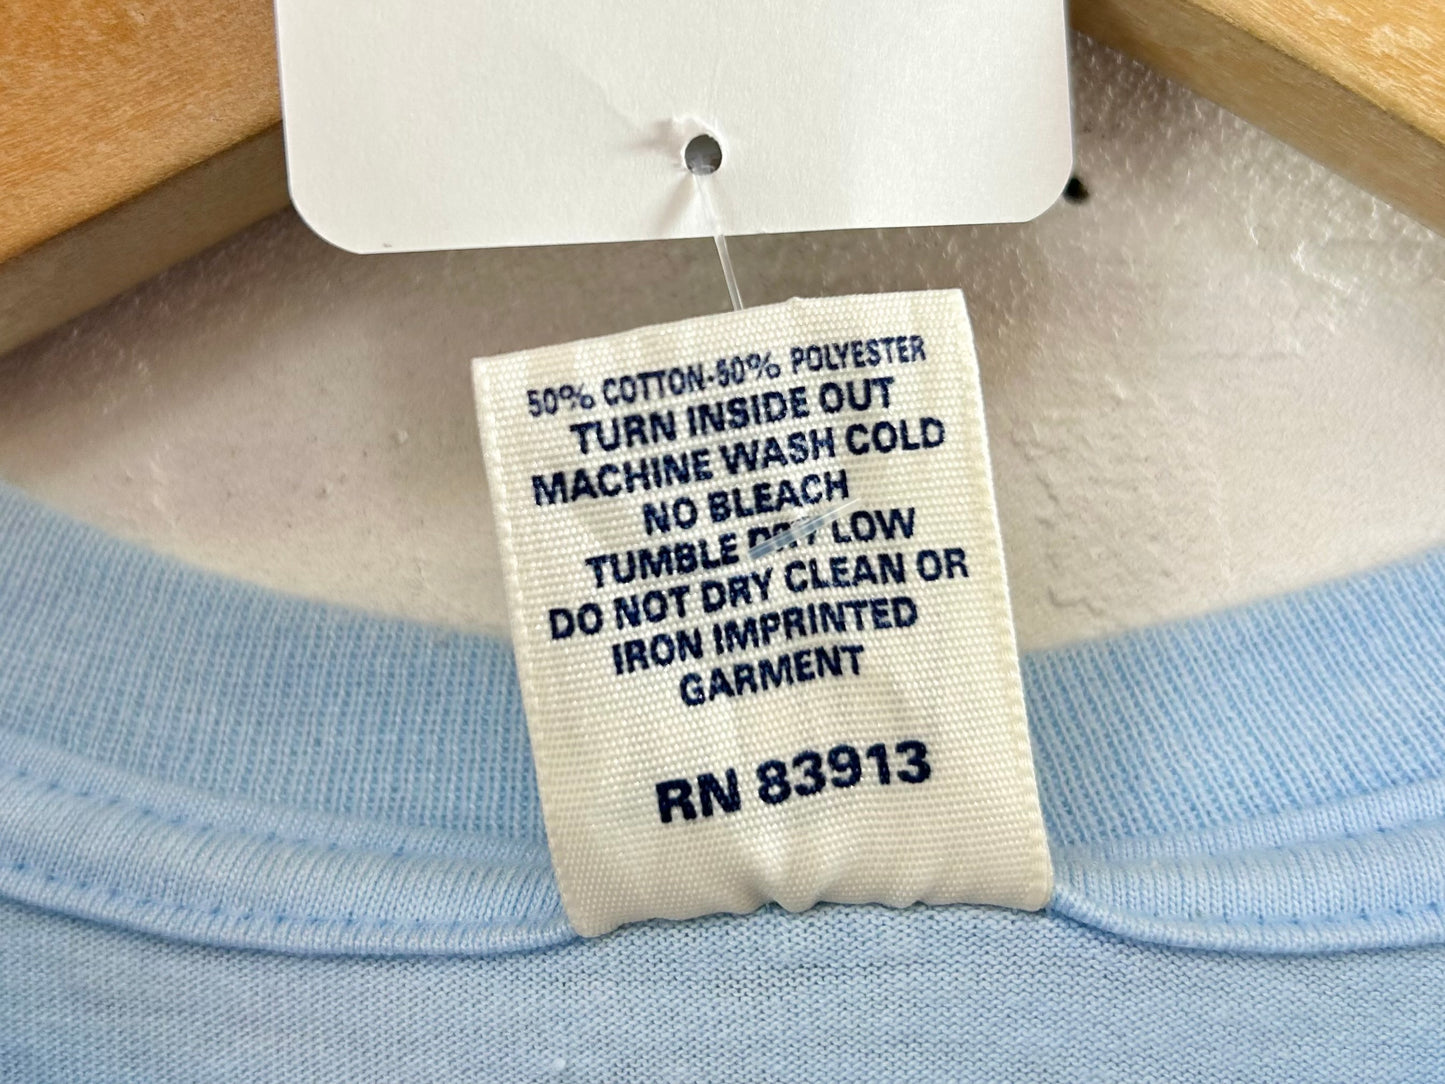 50% COTTON-50% POLYESTER
TURN INSIDE OUT
MACHINE WASH COLD
NO BLEACH
TUMBLE DRY LOW
DO NOT DRY CLEAN OR
IRON IMPRINTED
GARMENT
RN 83913